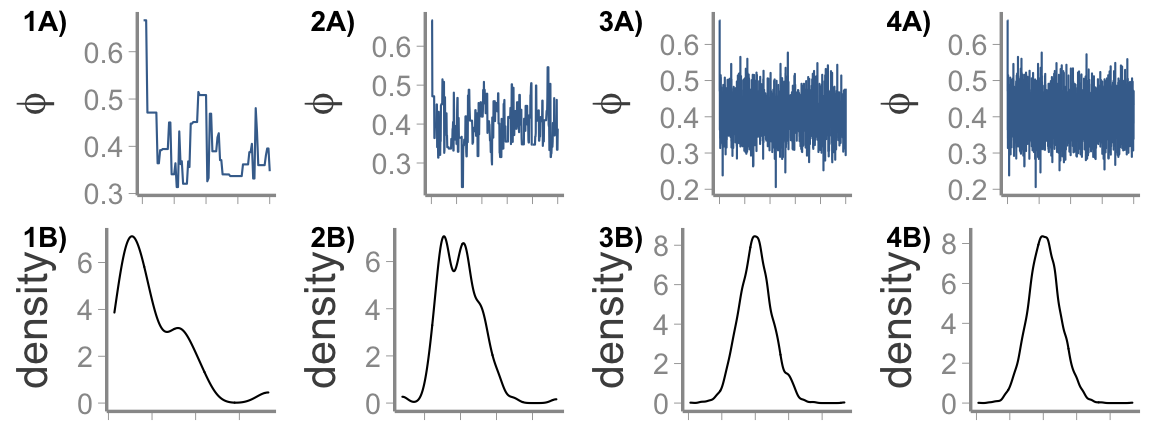 1A) 2A) 3A) 4A)
0.6 0.6 0.6 0.6
0.5 0.5 0.5 0.5
ϕ ϕ ϕ ϕ
0.4 0.4 0.4 0.4
0.3 0.3 0.3 0.3
0.2 0.2
1B) 2B) 3B) 4B)
density density density density
6 6 8 8
4 4 6 6
2 2 4 4
0 0 2 2
0 0